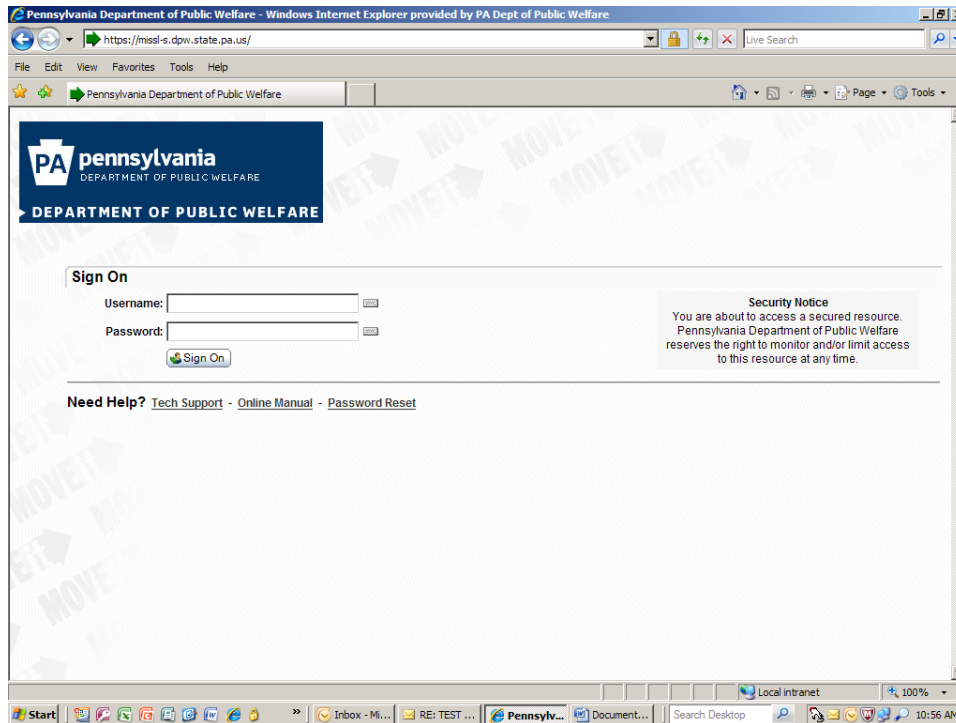 Pennsylvania Department of Public Welfare - Windows Internet Explorer provided by PA Dept of Public Welfare
https://missl-s.dpw.state.pa.us/
Live Search
File Edit View Favorites Tools Help
Pennsylvania Department of Public Welfare
Page Tools
PA pennsylvania
DEPARTMENT OF PUBLIC WELFARE
DEPARTMENT OF PUBLIC WELFARE
MOVEit MOVEit MOVEit MOVEit MOVEit
Sign On
Username:
Password:
Sign On
Security Notice
You are about to access a secured resource.
Pennsylvania Department of Public Welfare
reserves the right to monitor and/or limit access
to this resource at any time.
Need Help? Tech Support - Online Manual - Password Reset
Local intranet
100%
Start
»
Inbox - Mi...
RE: TEST ...
Pennsylv...
Document...
Search Desktop
10:56 AM